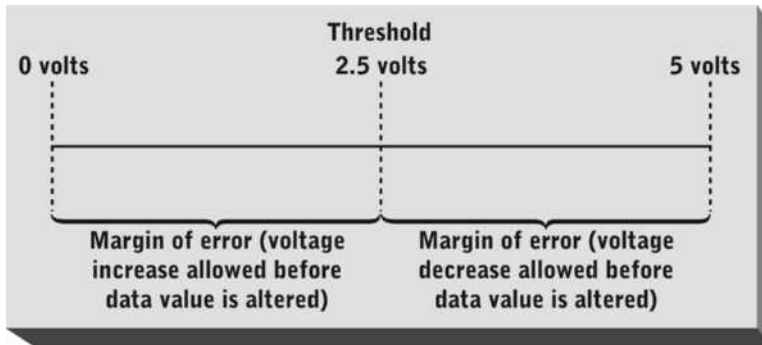 Threshold
0 volts 2.5 volts 5 volts
Margin of error (voltage
increase allowed before
data value is altered)
Margin of error (voltage
decrease allowed before
data value is altered)